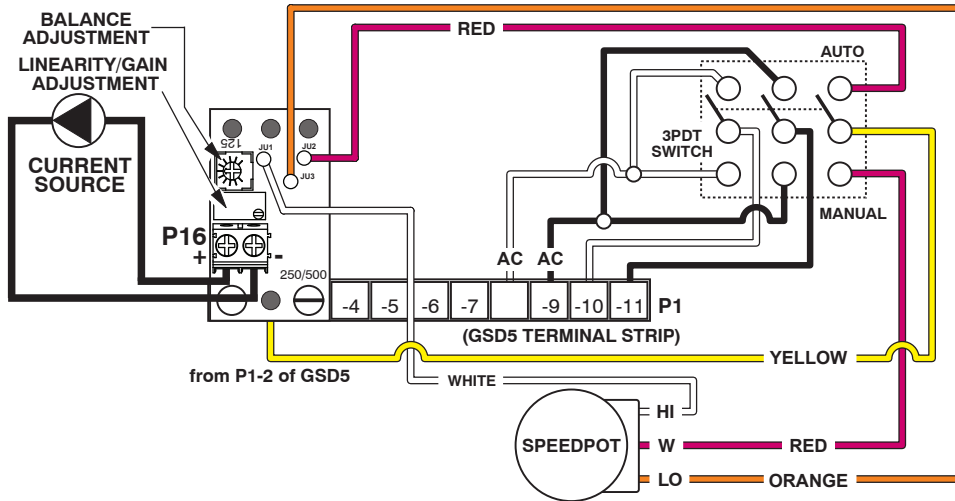 BALANCE
ADJUSTMENT
LINEARITY/GAIN
ADJUSTMENT
CURRENT
SOURCE
125
JU1
JU2
JU3
RED
AUTO
3PDT
SWITCH
MANUAL
P16
+
-
250/500
AC
AC
-4
-5
-6
-7
-9
-10
-11
P1
(GSD5 TERMINAL STRIP)
YELLOW
from P1-2 of GSD5
WHITE
SPEEDPOT
HI
W
RED
LO
ORANGE